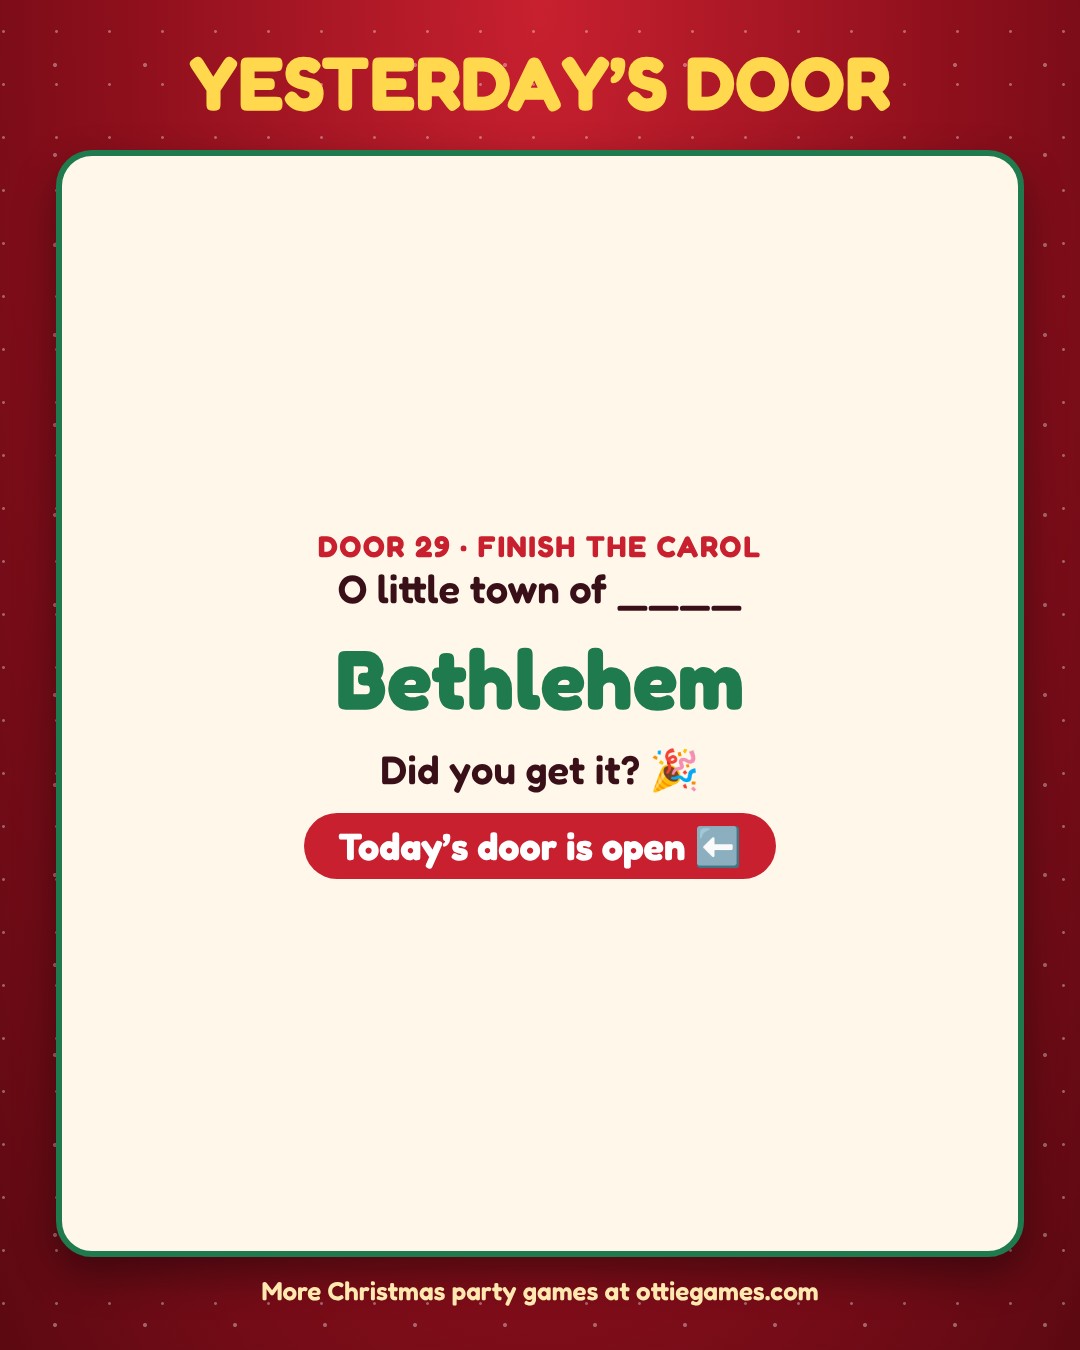 YESTERDAY’S DOOR
DOOR 29 · FINISH THE CAROL
O little town of ____
Bethlehem
Did you get it? 🎉
Today’s door is open ⬅️
More Christmas party games at ottiegames.com